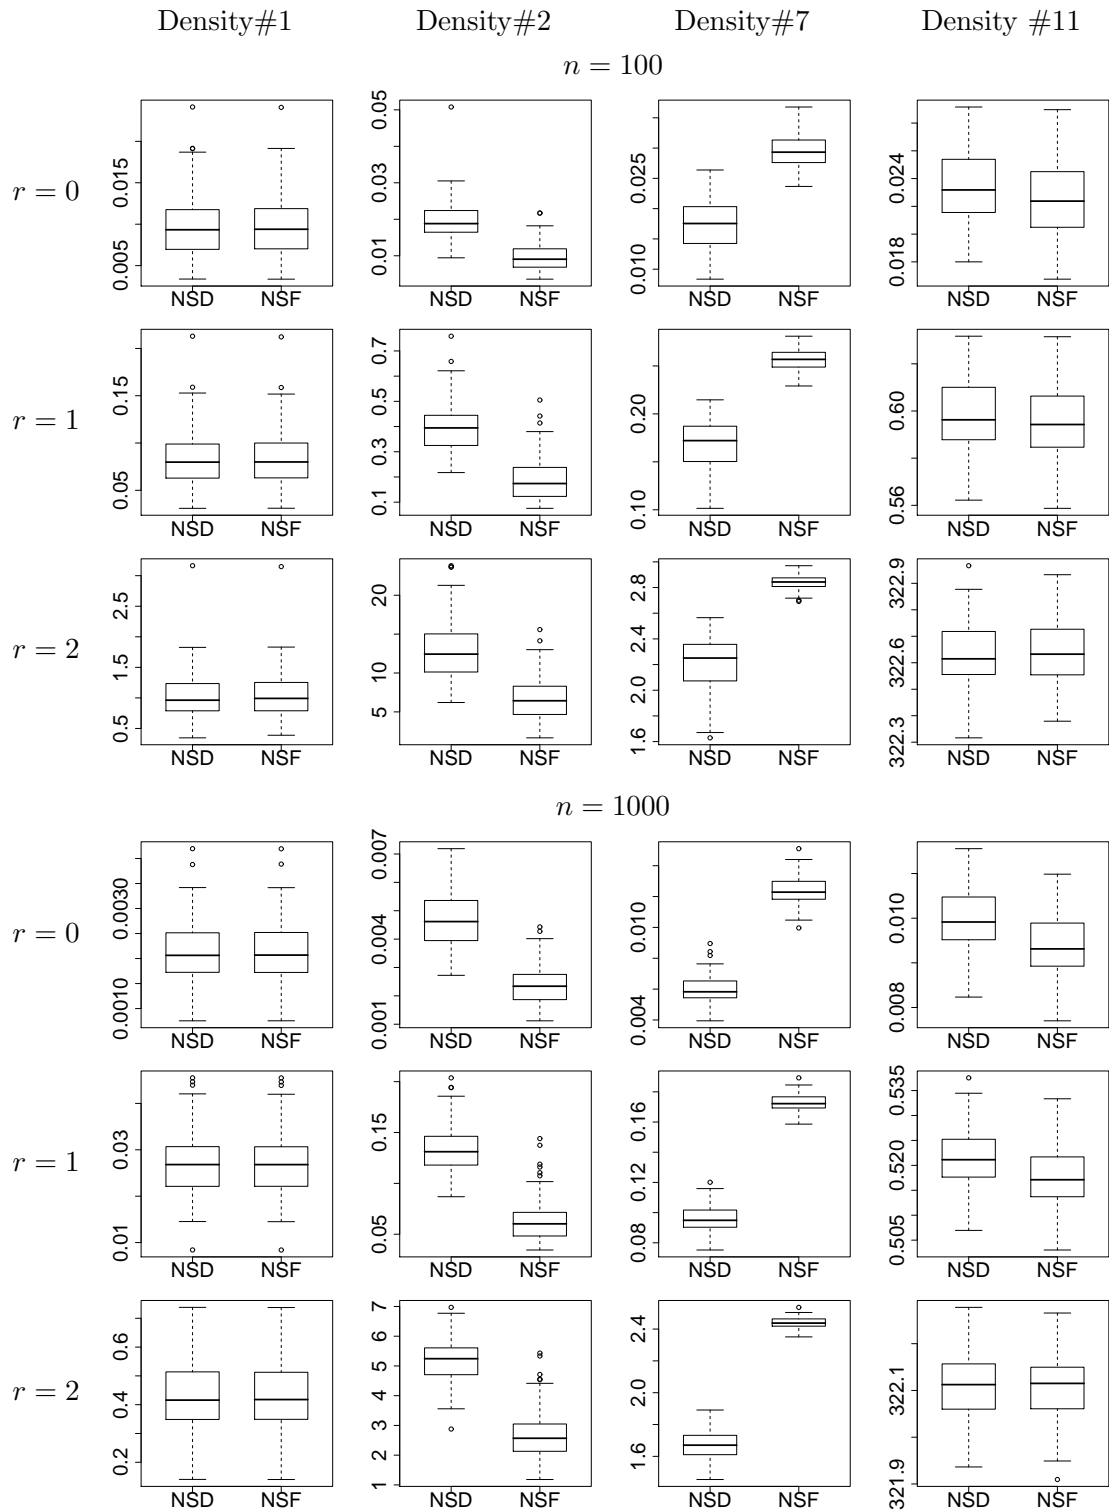 Density#1 Density#2 Density#7 Density #11
n = 100
r = 0
0.005 0.015
NSD NSF
0.01 0.03 0.05
NSD NSF
0.010 0.025
NSD NSF
0.018 0.024
NSD NSF
r = 1
0.05 0.15
NSD NSF
0.1 0.3 0.5 0.7
NSD NSF
0.10 0.20
NSD NSF
0.56 0.60
NSD NSF
r = 2
0.5 1.5 2.5
NSD NSF
5 10 20
NSD NSF
1.6 2.0 2.4 2.8
NSD NSF
322.3 322.6 322.9
NSD NSF
n = 1000
r = 0
0.0010 0.0030
NSD NSF
0.001 0.004 0.007
NSD NSF
0.004 0.010
NSD NSF
0.008 0.010
NSD NSF
r = 1
0.01 0.03
NSD NSF
0.05 0.15
NSD NSF
0.08 0.12 0.16
NSD NSF
0.505 0.520 0.535
NSD NSF
r = 2
0.2 0.4 0.6
NSD NSF
1 2 3 4 5 6 7
NSD NSF
1.6 2.0 2.4
NSD NSF
321.9 322.1
NSD NSF